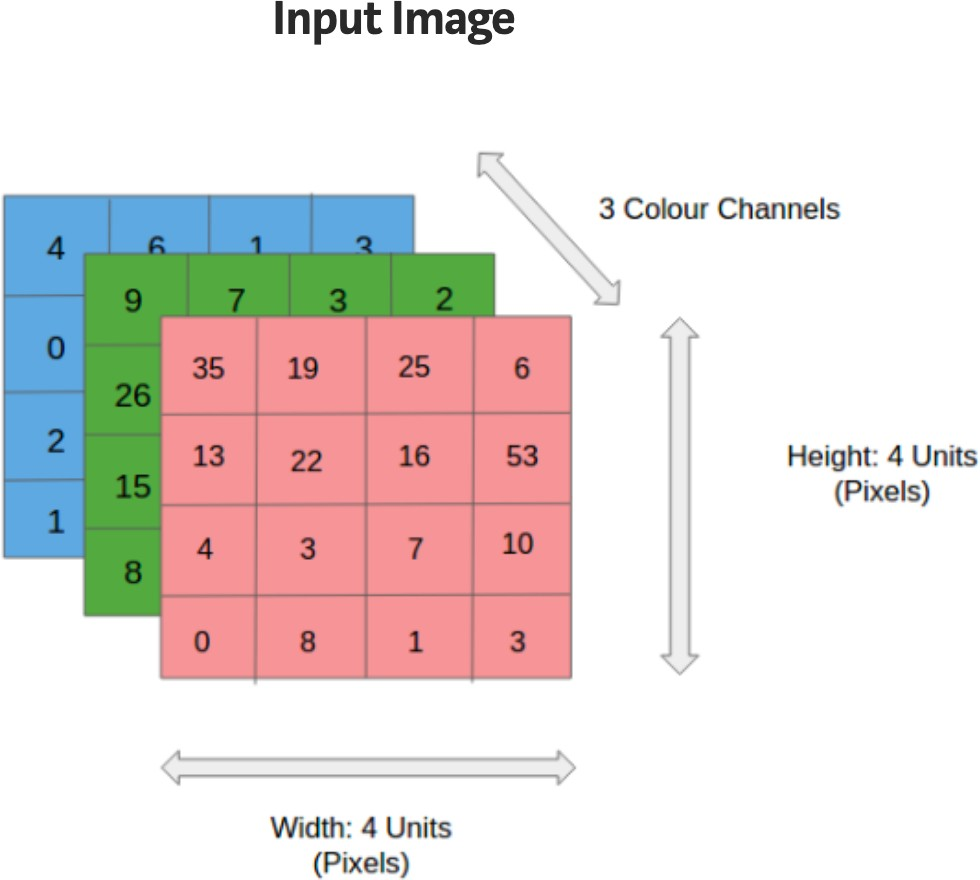 Input Image
3 Colour Channels
4 6 1 3
9 7 3 2
0
35 19 25 6
26
13 22 16 53
Height: 4 Units
(Pixels)
2
15
4 3 7 10
1
8
0 8 1 3
Width: 4 Units
(Pixels)